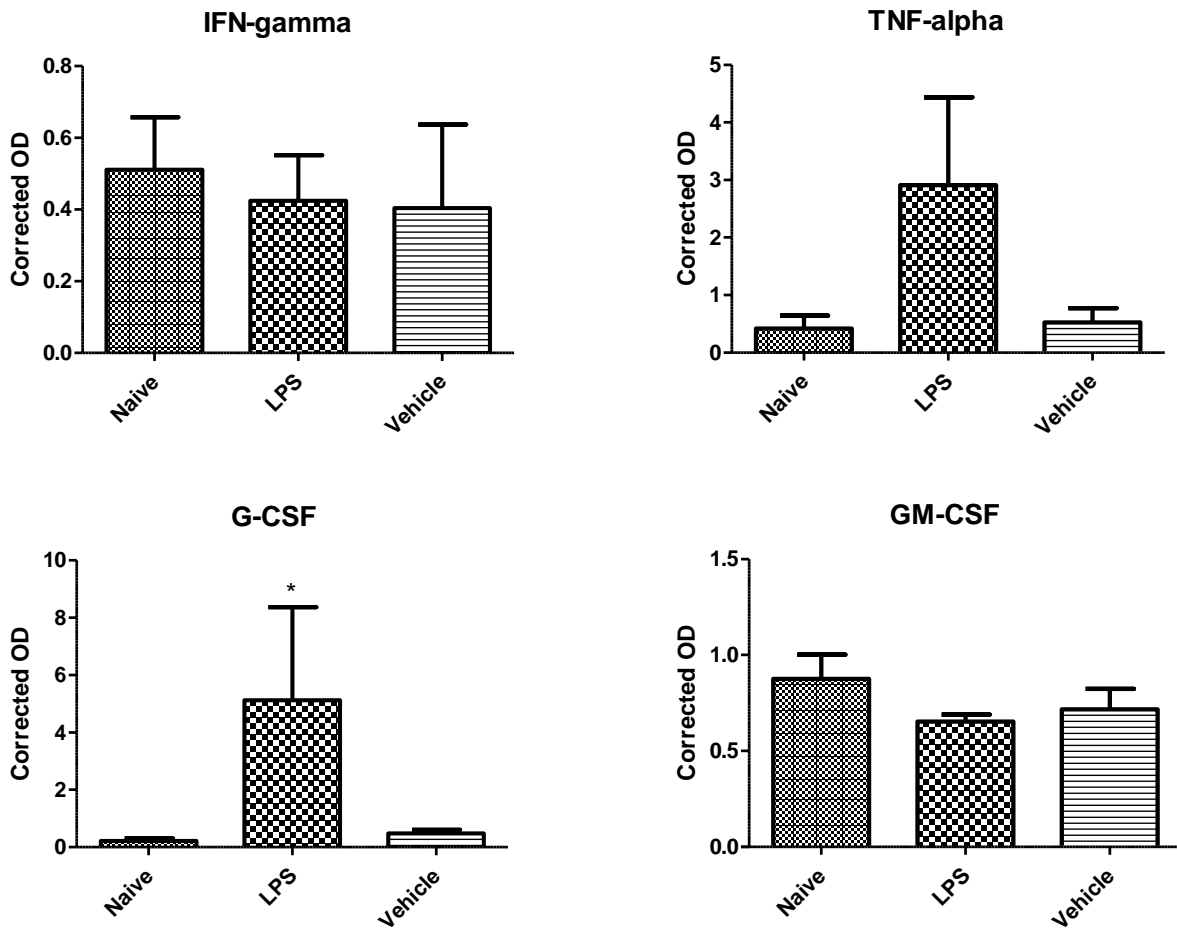 IFN-gamma
0.8
0.6
0.4
0.2
0.0
Corrected OD
Naive
LPS
Vehicle
TNF-alpha
5
4
3
2
1
0
Corrected OD
Naive
LPS
Vehicle
G-CSF
10
8
6
4
2
0
Corrected OD
*
Naive
LPS
Vehicle
GM-CSF
1.5
1.0
0.5
0.0
Corrected OD
Naive
LPS
Vehicle